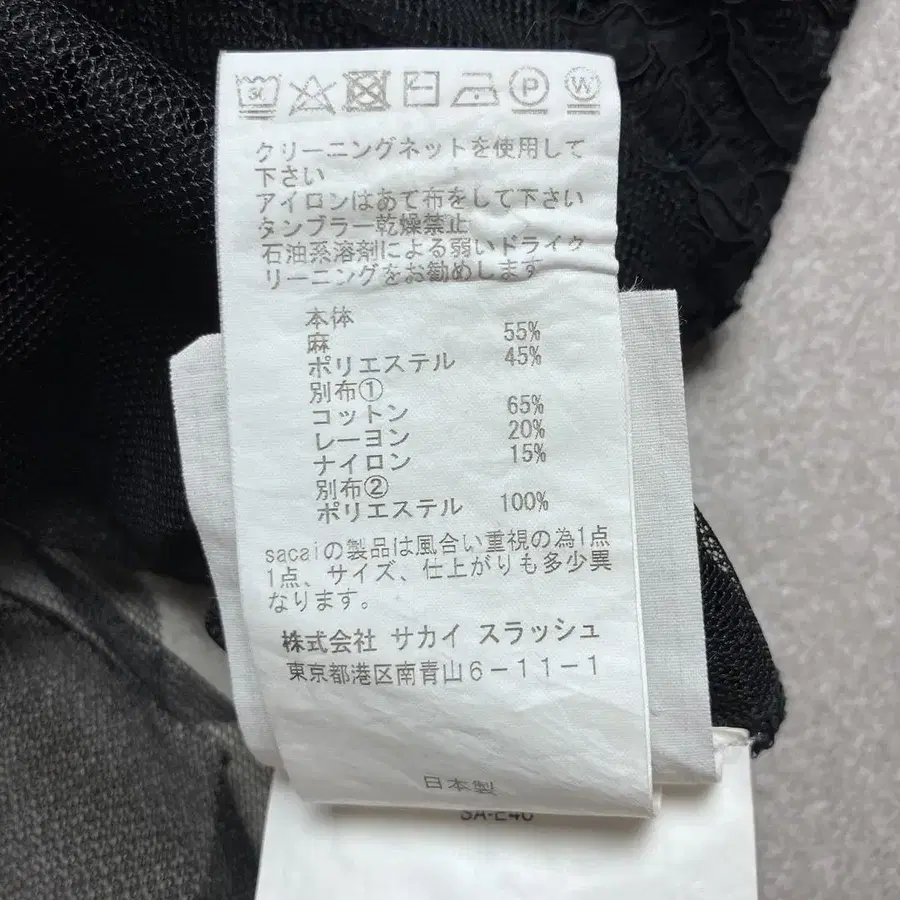 クリーニングネットを使用して
下さい
アイロンはあて布をして下さい
タンブラー乾燥禁止
石油系溶剤による弱いドライク
リーニングをお勧めします
本体
麻 55%
ポリエステル 45%
別布①
コットン 65%
レーヨン 20%
ナイロン 15%
別布②
ポリエステル 100%
sacaiの製品は風合い重視の為1点
1点、サイズ、仕上がりも多少異
なります。
株式会社 サカイ スラッシュ
東京都港区南青山6-11-1
日本製